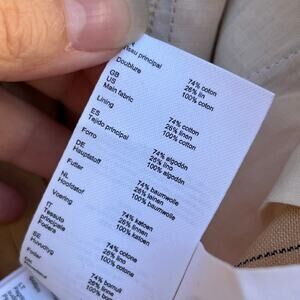 Tissu principal
74% coton
26% lin
Doublure
100% coton
GB
US
Main fabric
74% cotton
26% linen
Lining
100% cotton
ES
Tejido principal
74% algodón
26% lino
Forro
100% algodón
DE
Hauptstoff
74% baumwolle
26% leinen
Futter
100% baumwolle
NL
Hoofdstof
74% katoen
26% linnen
Voering
100% katoen
IT
Tessuto
principale
74% cotone
26% lino
Fodera
100% cotone
SE
Huvudtyg
74% bomull
26% linne
100% bom